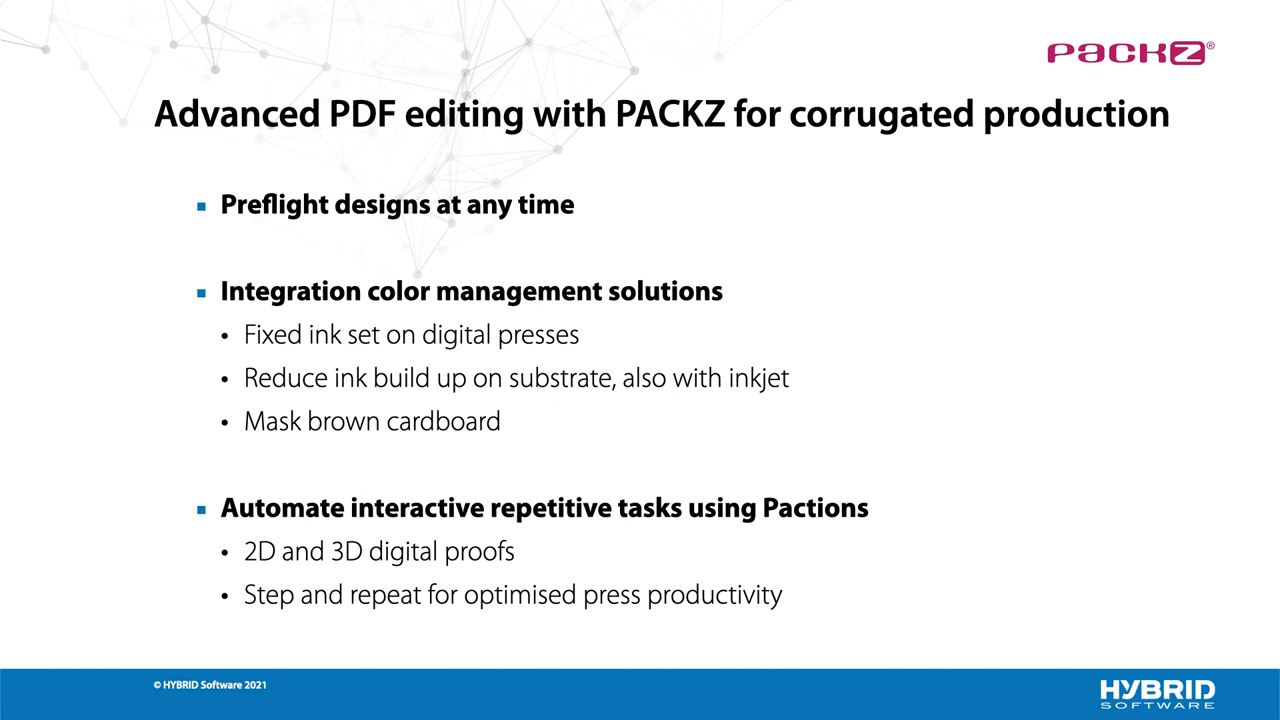 PACKZ®
Advanced PDF editing with PACKZ for corrugated production
▪ Preflight designs at any time
▪ Integration color management solutions
• Fixed ink set on digital presses
• Reduce ink build up on substrate, also with inkjet
• Mask brown cardboard
▪ Automate interactive repetitive tasks using Pactions
• 2D and 3D digital proofs
• Step and repeat for optimised press productivity
© HYBRID Software 2021
HYBRID
SOFTWARE